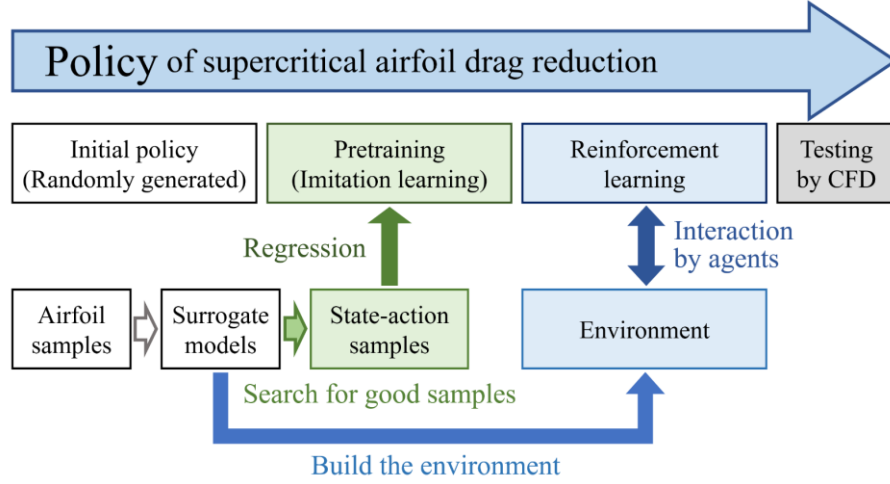 Policy of supercritical airfoil drag reduction
Initial policy
(Randomly generated)
Pretraining
(Imitation learning)
Reinforcement
learning
Testing
by CFD
Regression
Interaction
by agents
Airfoil
samples
Surrogate
models
State-action
samples
Environment
Search for good samples
Build the environment